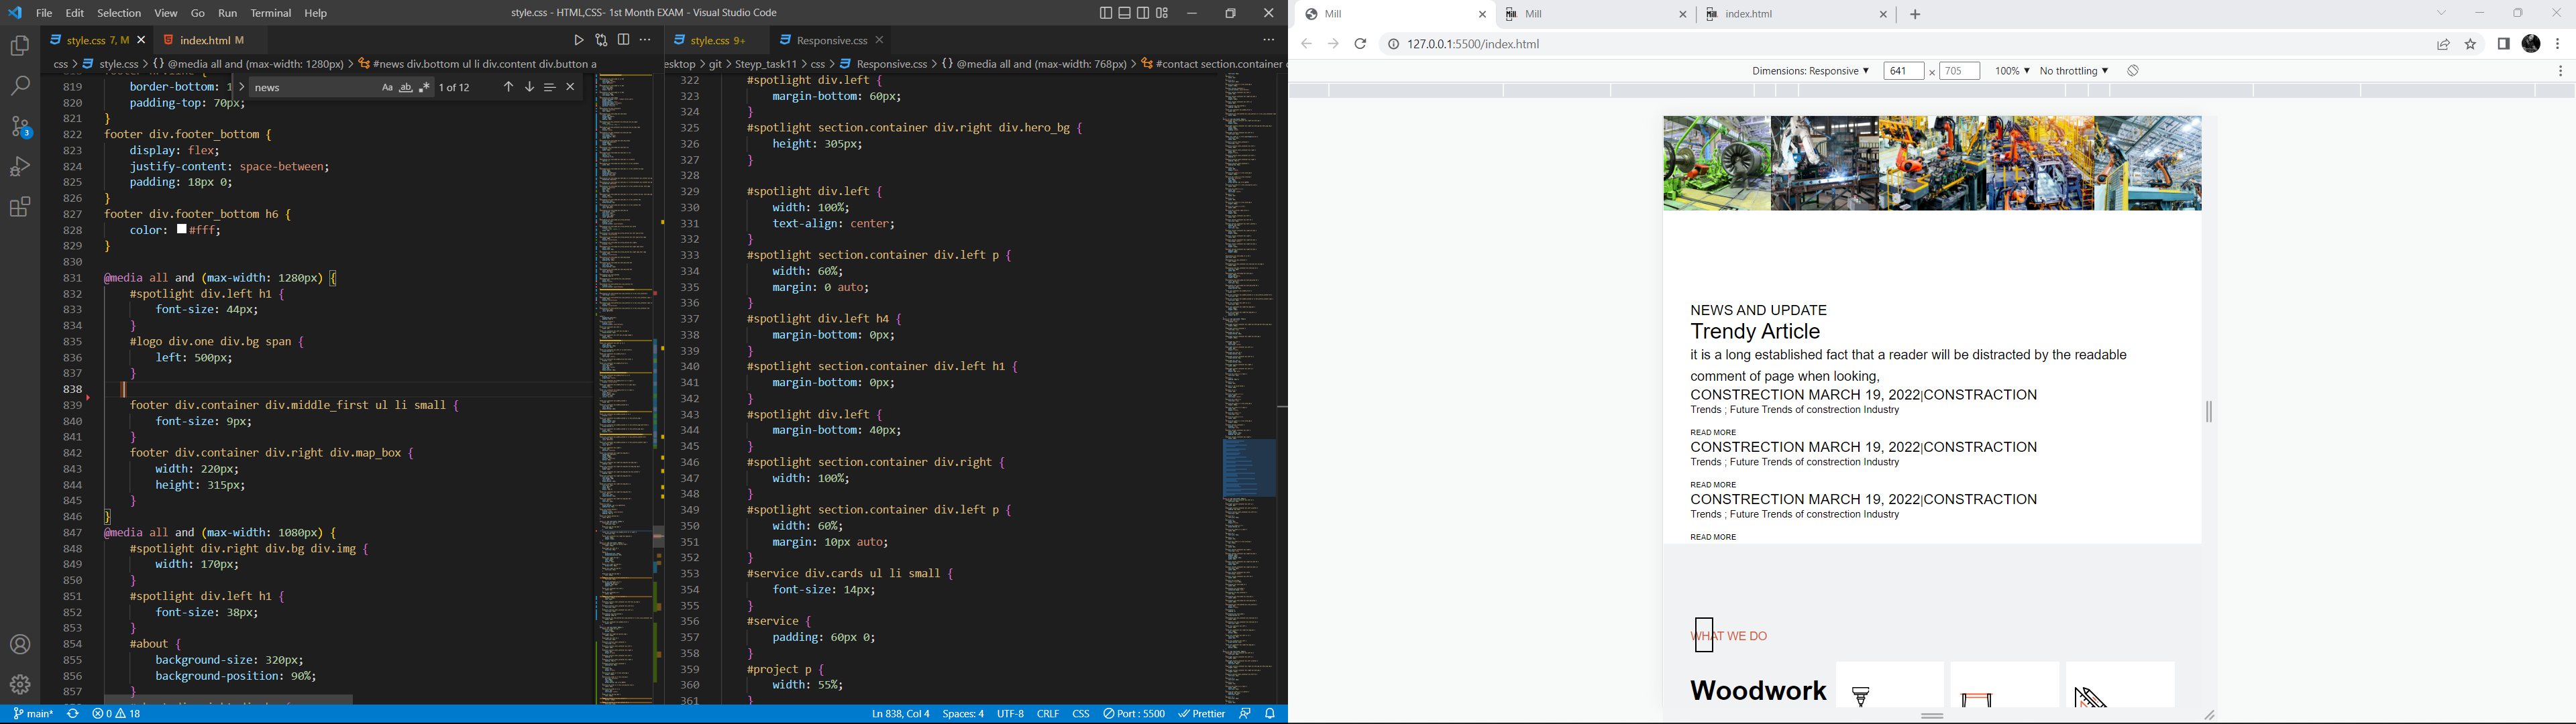 File Edit Selection View Go Run Terminal Help
style.css - HTML,CSS- 1st Month EXAM - Visual Studio Code
style.css 7, M
index.html M
css > style.css > {} @media all and (max-width: 1280px) > #news div.bottom ul li div.content div.button a
news
Aa ab 1 of 12
819 border-bottom: 1
820 padding-top: 70px;
821 }
822 footer div.footer_bottom {
823 display: flex;
824 justify-content: space-between;
825 padding: 18px 0;
826 }
827 footer div.footer_bottom h6 {
828 color: #fff;
829 }
830
831 @media all and (max-width: 1280px) {
832 #spotlight div.left h1 {
833 font-size: 44px;
834 }
835 #logo div.one div.bg span {
836 left: 500px;
837 }
838
839 footer div.container div.middle_first ul li small {
840 font-size: 9px;
841 }
842 footer div.container div.right div.map_box {
843 width: 220px;
844 height: 315px;
845 }
846 }
847 @media all and (max-width: 1080px) {
848 #spotlight div.right div.bg div.img {
849 width: 170px;
850 }
851 #spotlight div.left h1 {
852 font-size: 38px;
853 }
854 #about {
855 background-size: 320px;
856 background-position: 90%;
857 }
style.css 9+
Responsive.css
esktop > git > Steyp_task11 > css > Responsive.css > {} @media all and (max-width: 768px) > #contact section.container
322 #spotlight div.left {
323 margin-bottom: 60px;
324 }
325 #spotlight section.container div.right div.hero_bg {
326 height: 305px;
327 }
328
329 #spotlight div.left {
330 width: 100%;
331 text-align: center;
332 }
333 #spotlight section.container div.left p {
334 width: 60%;
335 margin: 0 auto;
336 }
337 #spotlight div.left h4 {
338 margin-bottom: 0px;
339 }
340 #spotlight section.container div.left h1 {
341 margin-bottom: 0px;
342 }
343 #spotlight div.left {
344 margin-bottom: 40px;
345 }
346 #spotlight section.container div.right {
347 width: 100%;
348 }
349 #spotlight section.container div.left p {
350 width: 60%;
351 margin: 10px auto;
352 }
353 #service div.cards ul li small {
354 font-size: 14px;
355 }
356 #service {
357 padding: 60px 0;
358 }
359 #project p {
360 width: 55%;
361 }
3
main* 0 18
Ln 838, Col 4 Spaces: 4 UTF-8 CRLF CSS Port : 5500 Prettier
Mill
Mill
index.html
127.0.0.1:5500/index.html
Dimensions: Responsive 641 × 705 100% No throttling
NEWS AND UPDATE
Trendy Article
it is a long established fact that a reader will be distracted by the readable
comment of page when looking,
CONSTRECTION MARCH 19, 2022|CONSTRACTION
Trends ; Future Trends of constrection Industry
READ MORE
CONSTRECTION MARCH 19, 2022|CONSTRACTION
Trends ; Future Trends of constrection Industry
READ MORE
CONSTRECTION MARCH 19, 2022|CONSTRACTION
Trends ; Future Trends of constrection Industry
READ MORE
WHAT WE DO
Woodwork